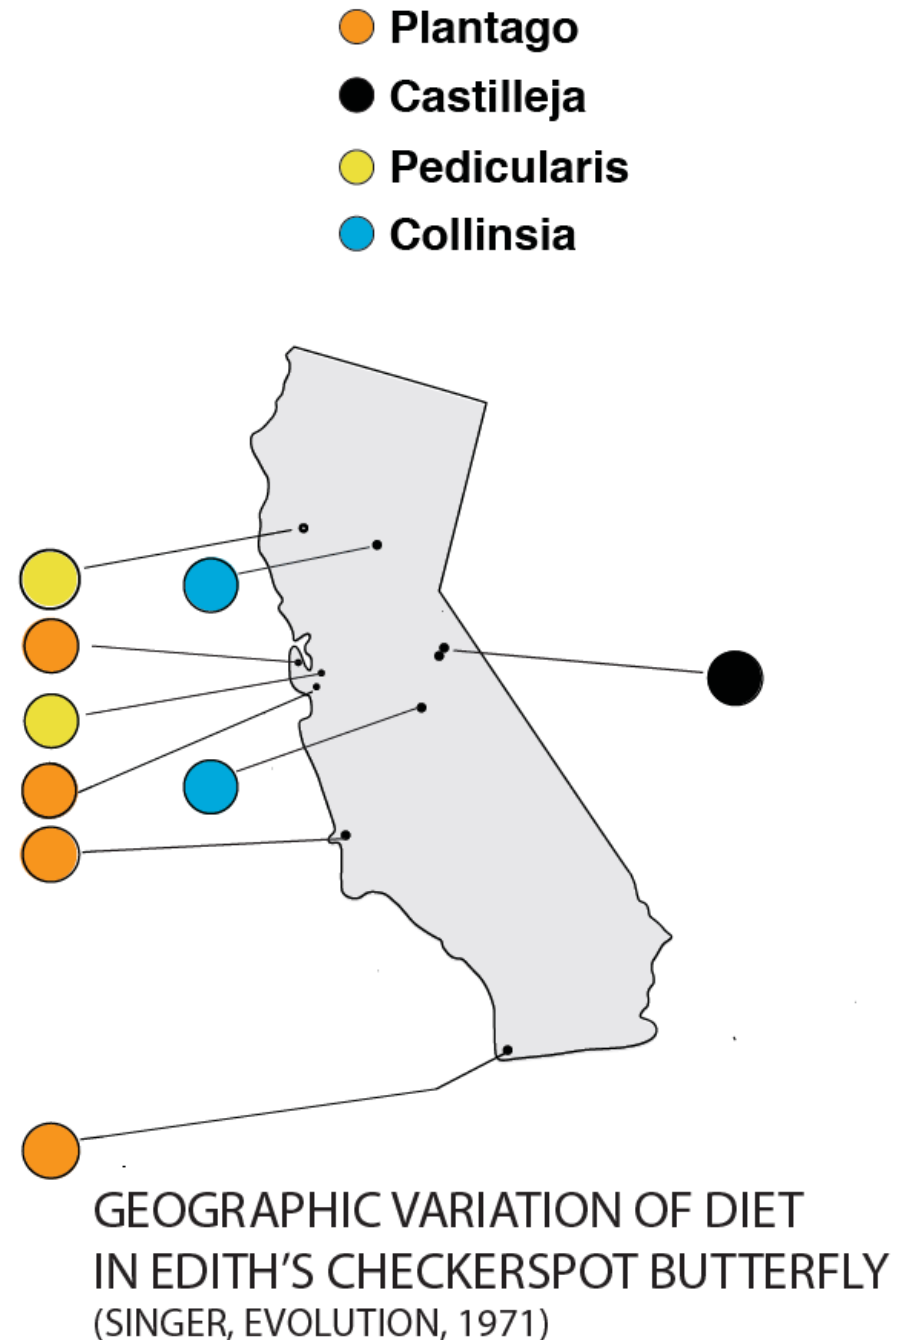 Plantago
Castilleja
Pedicularis
Collinsia
GEOGRAPHIC VARIATION OF DIET
IN EDITH'S CHECKERSPOT BUTTERFLY
(SINGER, EVOLUTION, 1971)